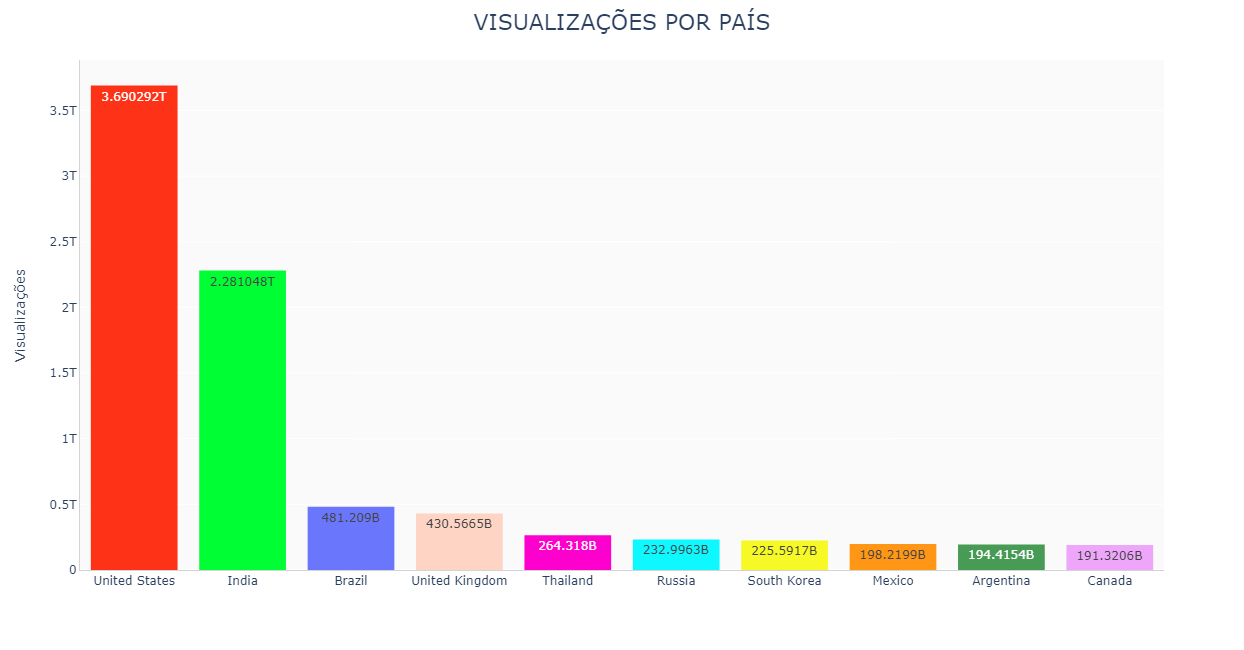 VISUALIZAÇÕES POR PAÍS
Visualizações
3.5T
3T
2.5T
2T
1.5T
1T
0.5T
0
3.690292T
2.281048T
481.209B
430.5665B
264.318B
232.9963B
225.5917B
198.2199B
194.4154B
191.3206B
United States
India
Brazil
United Kingdom
Thailand
Russia
South Korea
Mexico
Argentina
Canada